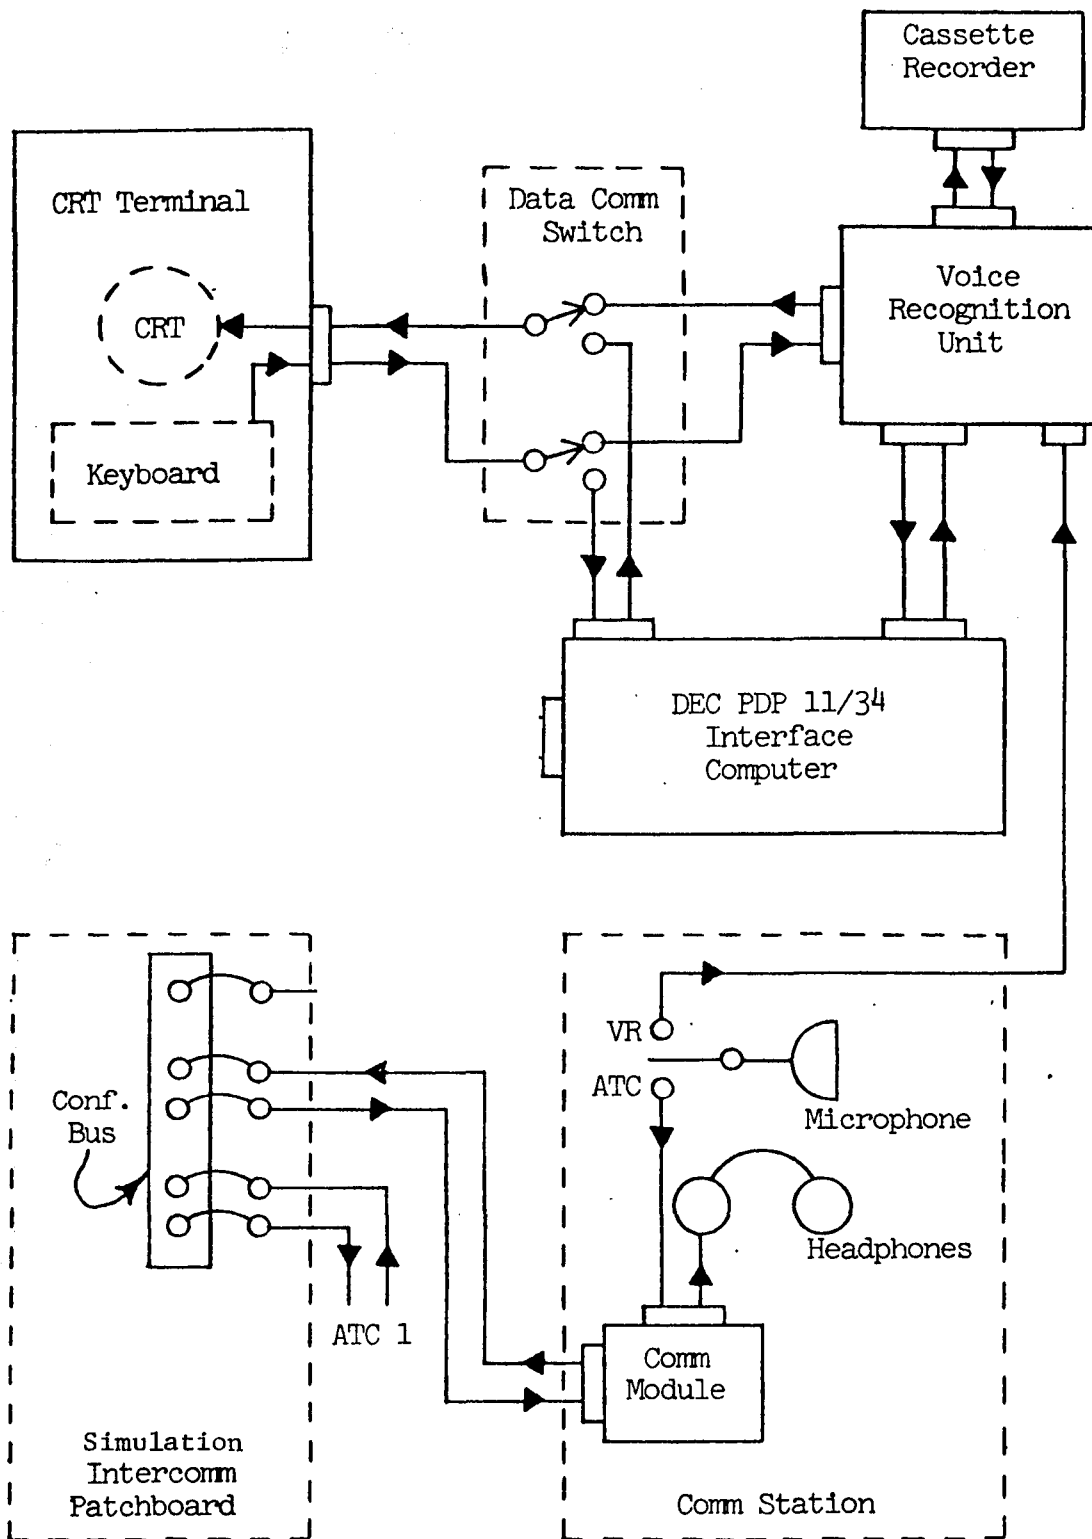 Cassette
Recorder
CRT Terminal
Data Comm
Switch
Voice
Recognition
Unit
CRT
Keyboard
DEC PDP 11/34
Interface
Computer
VR
ATC
Microphone
Conf.
Bus
Headphones
ATC 1
Comm
Module
Simulation
Intercomm
Patchboard
Comm Station